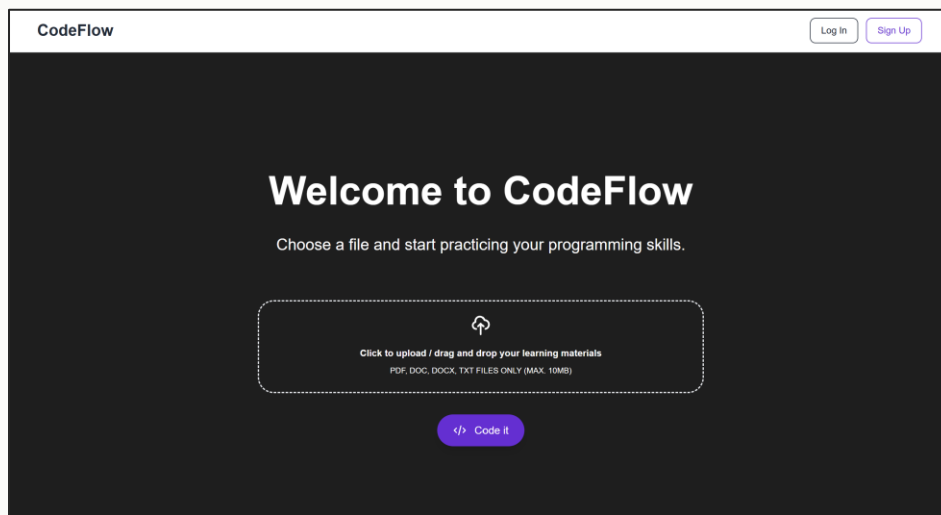 CodeFlow
Log In
Sign Up
Welcome to CodeFlow
Choose a file and start practicing your programming skills.
Click to upload / drag and drop your learning materials
PDF, DOC, DOCX, TXT FILES ONLY (MAX. 10MB)
</> Code it